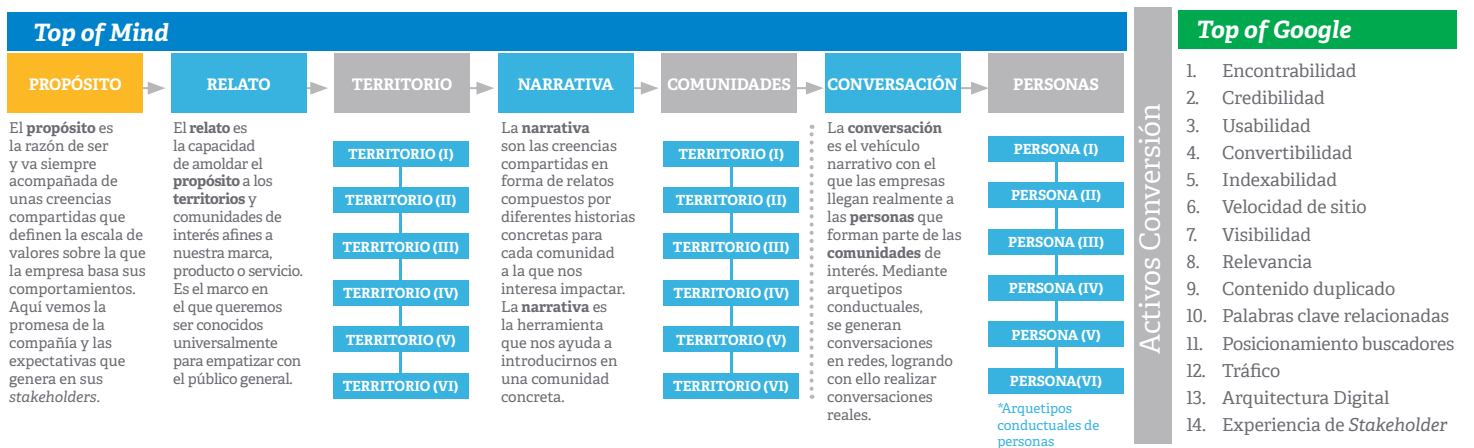 Top of Mind
PROPÓSITO
El propósito es
la razón de ser
y va siempre
acompañada de
unas creencias
compartidas que
definen la escala de
valores sobre la que
la empresa basa sus
comportamientos.
Aquí vemos la
promesa de la
compañía y las
expectativas que
genera en sus
stakeholders.
RELATO
El relato es
la capacidad
de amoldar el
propósito a los
territorios y
comunidades de
interés afines a
nuestra marca,
producto o servicio.
Es el marco en
el que queremos
ser conocidos
universalmente
para empatizar con
el público general.
TERRITORIO
TERRITORIO (I)
TERRITORIO (II)
TERRITORIO (III)
TERRITORIO (IV)
TERRITORIO (V)
TERRITORIO (VI)
NARRATIVA
La narrativa
son las creencias
compartidas en
forma de relatos
compuestos por
diferentes historias
concretas para
cada comunidad
a la que nos
interesa impactar.
La narrativa es
la herramienta
que nos ayuda a
introducirnos en
una comunidad
concreta.
COMUNIDADES
TERRITORIO (I)
TERRITORIO (II)
TERRITORIO (III)
TERRITORIO (IV)
TERRITORIO (V)
TERRITORIO (VI)
CONVERSACIÓN
La conversación
es el vehículo
narrativo con el
que las empresas
llegan realmente a
las personas que
forman parte de las
comunidades de
interés. Mediante
arquetipos
conductuales,
se generan
conversaciones
en redes, logrando
con ello realizar
conversaciones
reales.
PERSONAS
PERSONA (I)
PERSONA (II)
PERSONA (III)
PERSONA (IV)
PERSONA (V)
PERSONA(VI)
*Arquetipos
conductuales de
personas
Activos Conversión
Top of Google
1. Encontrabilidad
2. Credibilidad
3. Usabilidad
4. Convertibilidad
5. Indexabilidad
6. Velocidad de sitio
7. Visibilidad
8. Relevancia
9. Contenido duplicado
10. Palabras clave relacionadas
11. Posicionamiento buscadores
12. Tráfico
13. Arquitectura Digital
14. Experiencia de Stakeholder